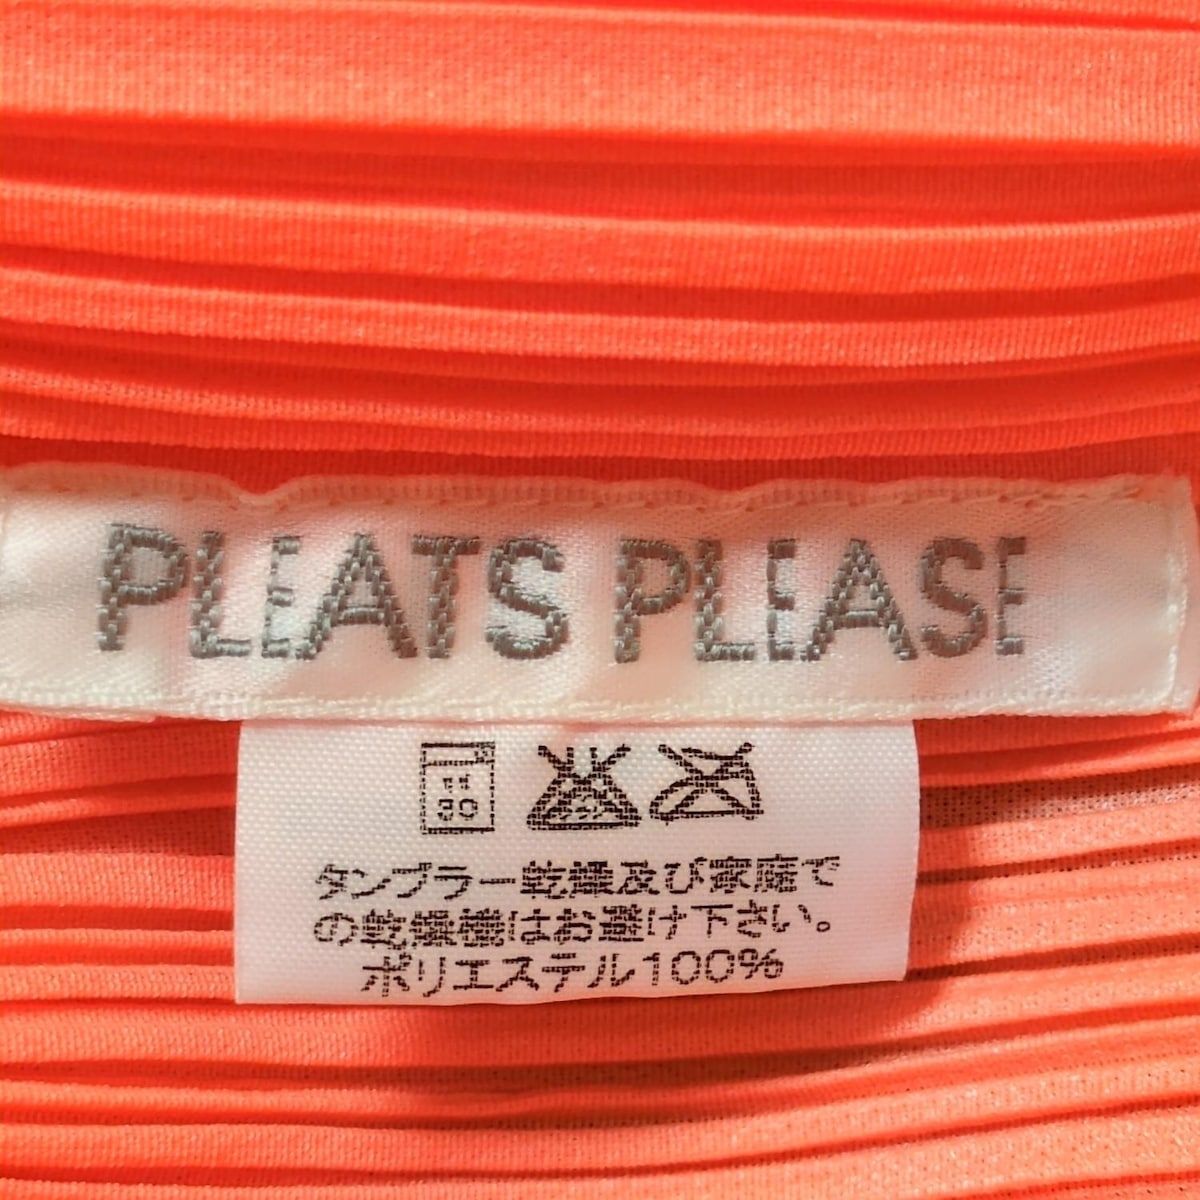 PLEATS PLEASE
タンブラー乾燥及び家庭で
の乾燥機はお避け下さい。
ポリエステル100%